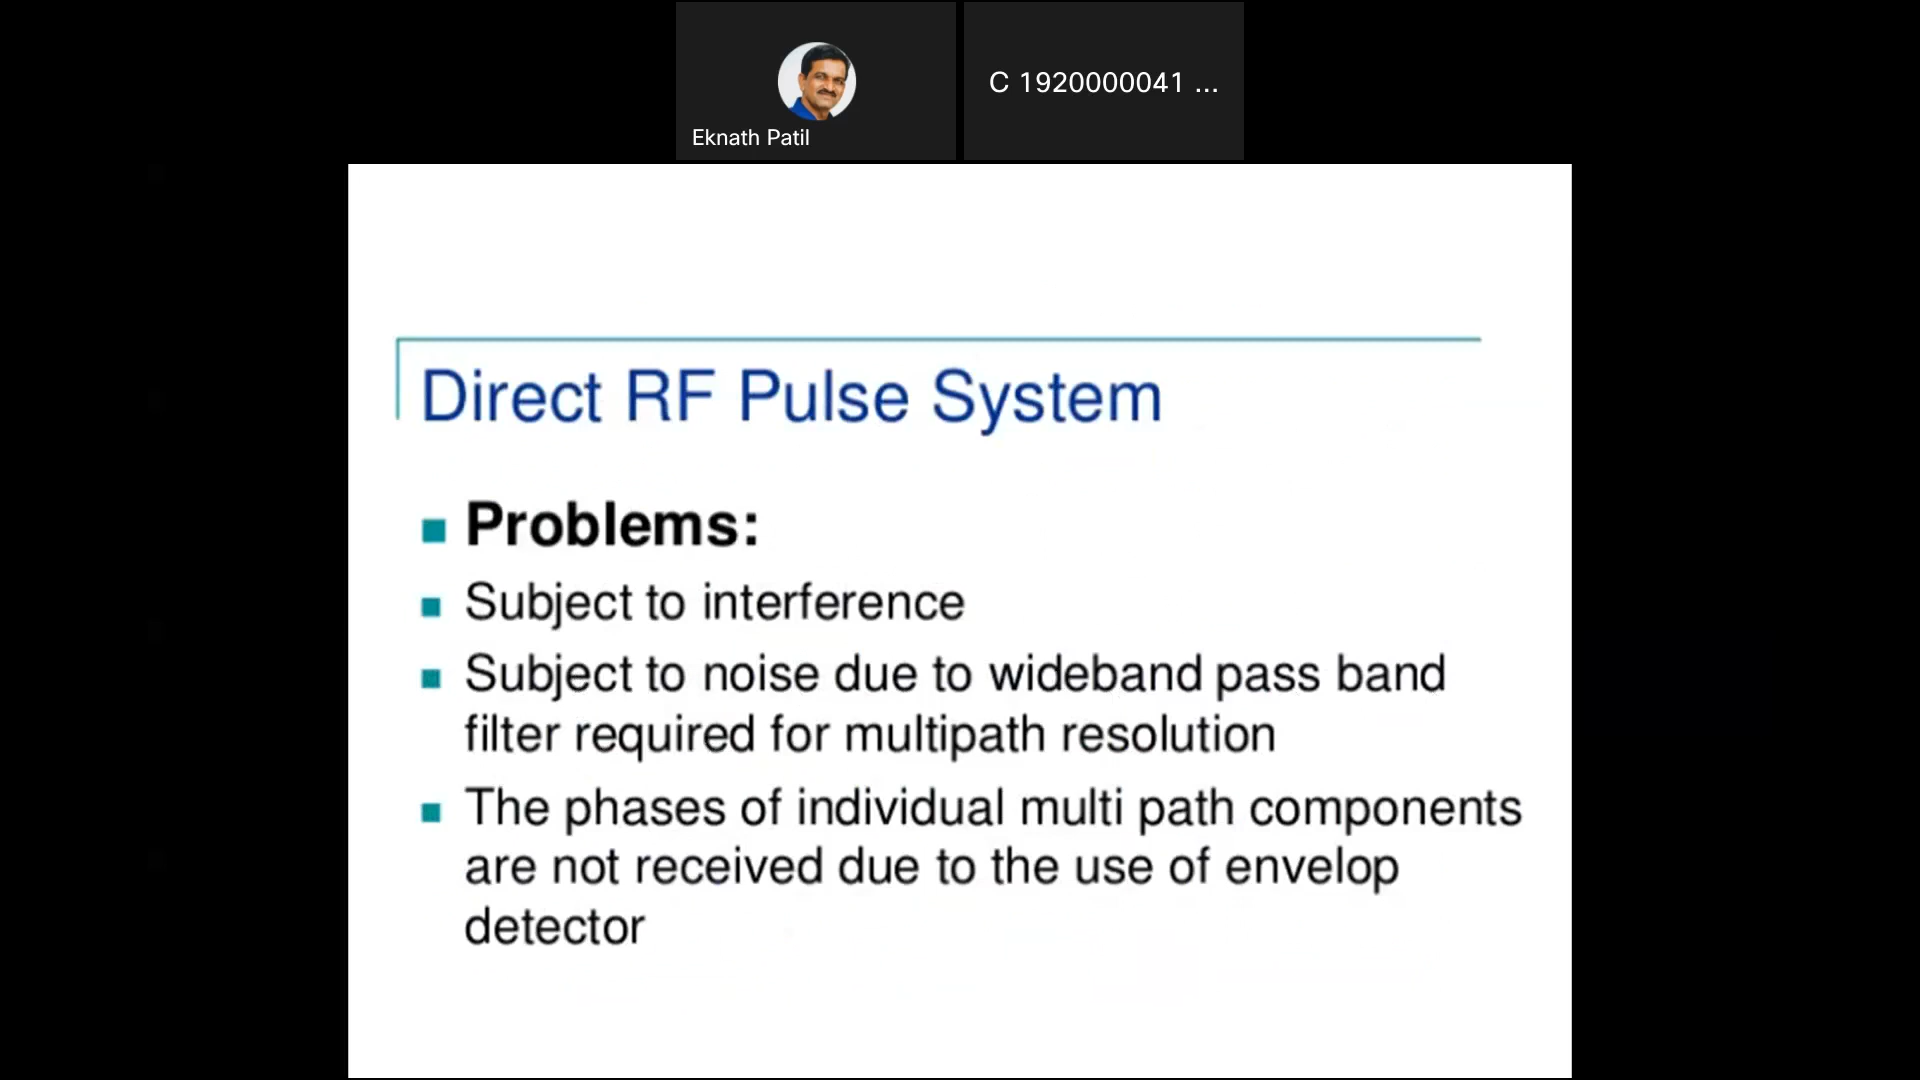 Eknath Patil
C 1920000041 ...
Direct RF Pulse System
Problems:
Subject to interference
Subject to noise due to wideband pass band
filter required for multipath resolution
The phases of individual multi path components
are not received due to the use of envelop
detector